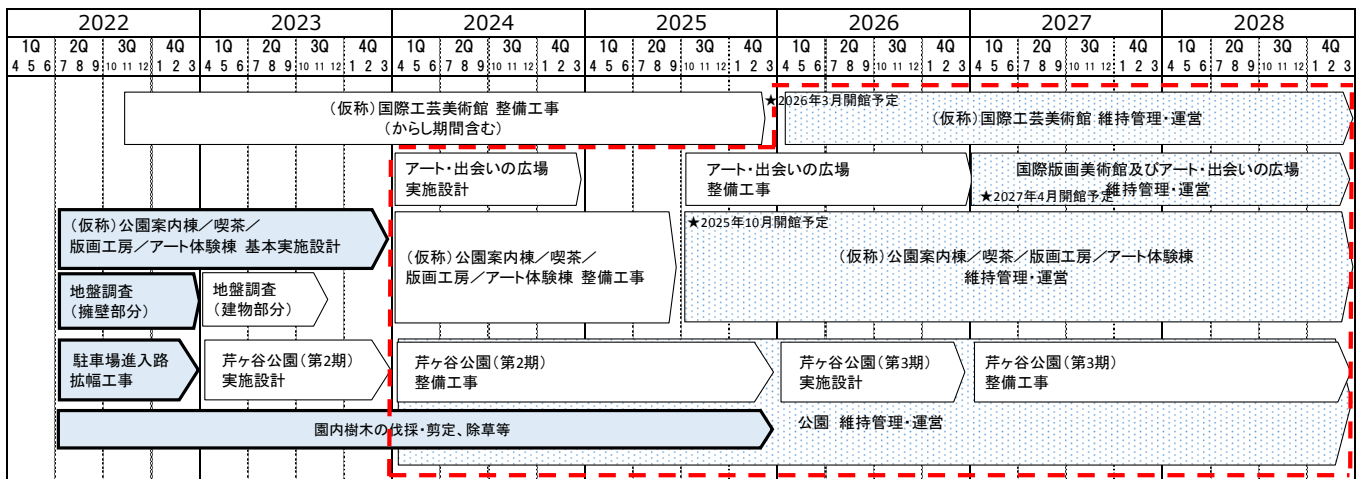 2022 2023 2024 2025 2026 2027 2028
1Q 2Q 3Q 4Q 1Q 2Q 3Q 4Q 1Q 2Q 3Q 4Q 1Q 2Q 3Q 4Q 1Q 2Q 3Q 4Q 1Q 2Q 3Q 4Q 1Q 2Q 3Q 4Q
4 5 6 7 8 9 10 11 12 1 2 3 4 5 6 7 8 9 10 11 12 1 2 3 4 5 6 7 8 9 10 11 12 1 2 3 4 5 6 7 8 9 10 11 12 1 2 3 4 5 6 7 8 9 10 11 12 1 2 3 4 5 6 7 8 9 10 11 12 1 2 3 4 5 6 7 8 9 10 11 12 1 2 3
(仮称)国際工芸美術館 整備工事
(からし期間含む)
★2026年3月開館予定
(仮称)国際工芸美術館 維持管理・運営
アート・出会いの広場
実施設計
アート・出会いの広場
整備工事
国際版画美術館及びアート・出会いの広場
維持管理・運営
★2027年4月開館予定
(仮称)公園案内棟/喫茶/
版画工房/アート体験棟 基本実施設計
(仮称)公園案内棟/喫茶/
版画工房/アート体験棟 整備工事
★2025年10月開館予定
(仮称)公園案内棟/喫茶/版画工房/アート体験棟
維持管理・運営
地盤調査
(擁壁部分)
地盤調査
(建物部分)
駐車場進入路
拡幅工事
芹ヶ谷公園(第2期)
実施設計
芹ヶ谷公園(第2期)
整備工事
芹ヶ谷公園(第3期)
実施設計
芹ヶ谷公園(第3期)
整備工事
園内樹木の伐採・剪定、除草等
公園 維持管理・運営